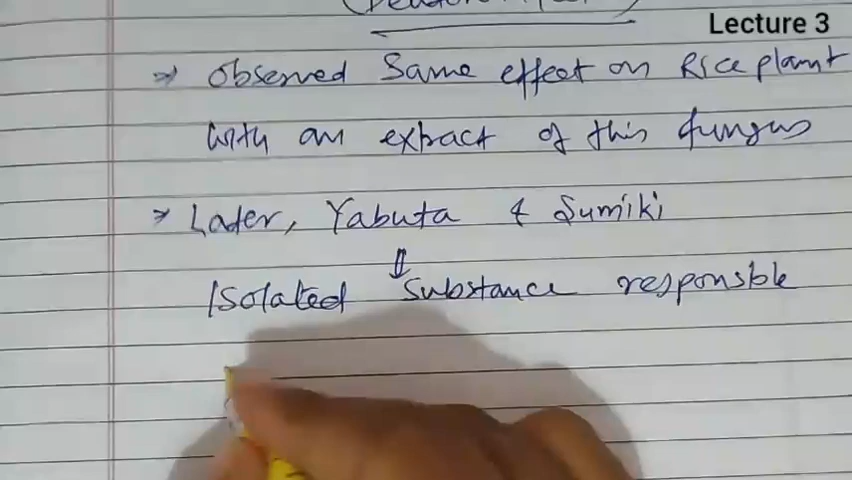 Lecture 3
⇒ Observed Same effect on Rice plant
with an extract of this fungus
⇒ Later, Yabuta & Sumiki
⇓
Isolated Substance responsible